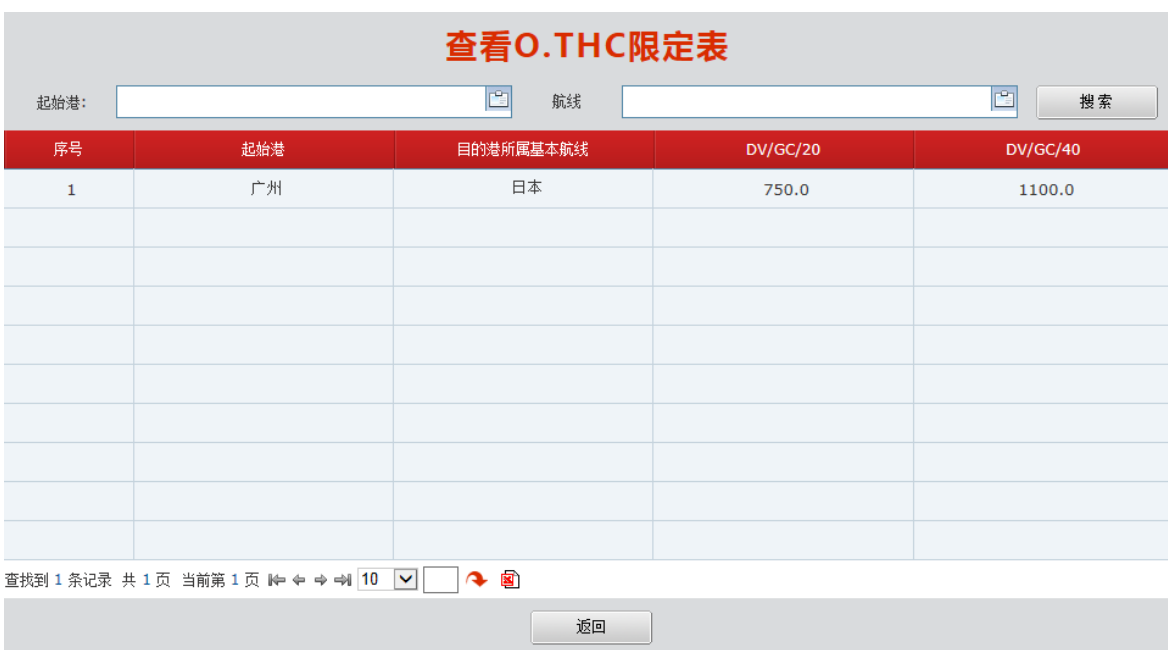 查看O.THC限定表
起始港: 航线 搜索
序号 起始港 目的港所属基本航线 DV/GC/20 DV/GC/40
1 广州 日本 750.0 1100.0
查找到 1 条记录 共 1 页 当前第 1 页 10
返回